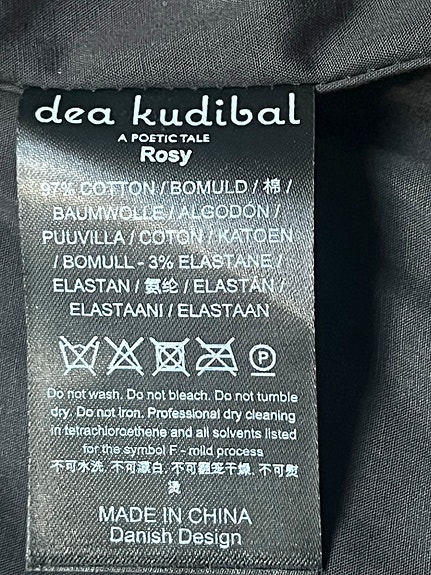 dea kudibal
A POETIC TALE
Rosy
97% COTTON / BOMULD / 棉 /
BAUMWOLLE / ALGODON /
PUUVILLA / COTON / KATOEN
/ BOMULL - 3% ELASTANE /
ELASTAN / 氨纶 / ELASTAN /
ELASTAANI / ELASTAAN
P
Do not wash. Do not bleach. Do not tumble
dry. Do not iron. Professional dry cleaning
in tetrachloroethene and all solvents listed
for the symbol F - mild process
不可水洗, 不可漂白, 不可翻笼干燥, 不可熨
烫
MADE IN CHINA
Danish Design